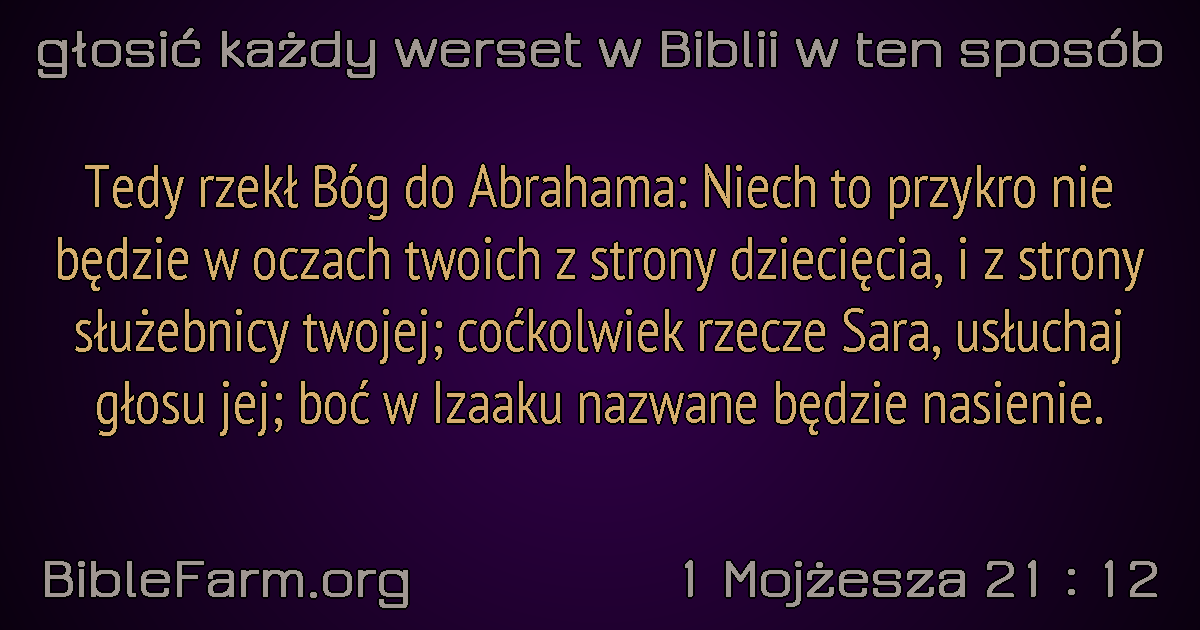 głosić każdy werset w Biblii w ten sposób
Tedy rzekł Bóg do Abrahama: Niech to przykro nie
będzie w oczach twoich z strony dziecięcia, i z strony
służebnicy twojej; coćkolwiek rzecze Sara, usłuchaj
głosu jej; boć w Izaaku nazwane będzie nasienie.
BibleFarm.org
1 Mojżesza 21 : 12